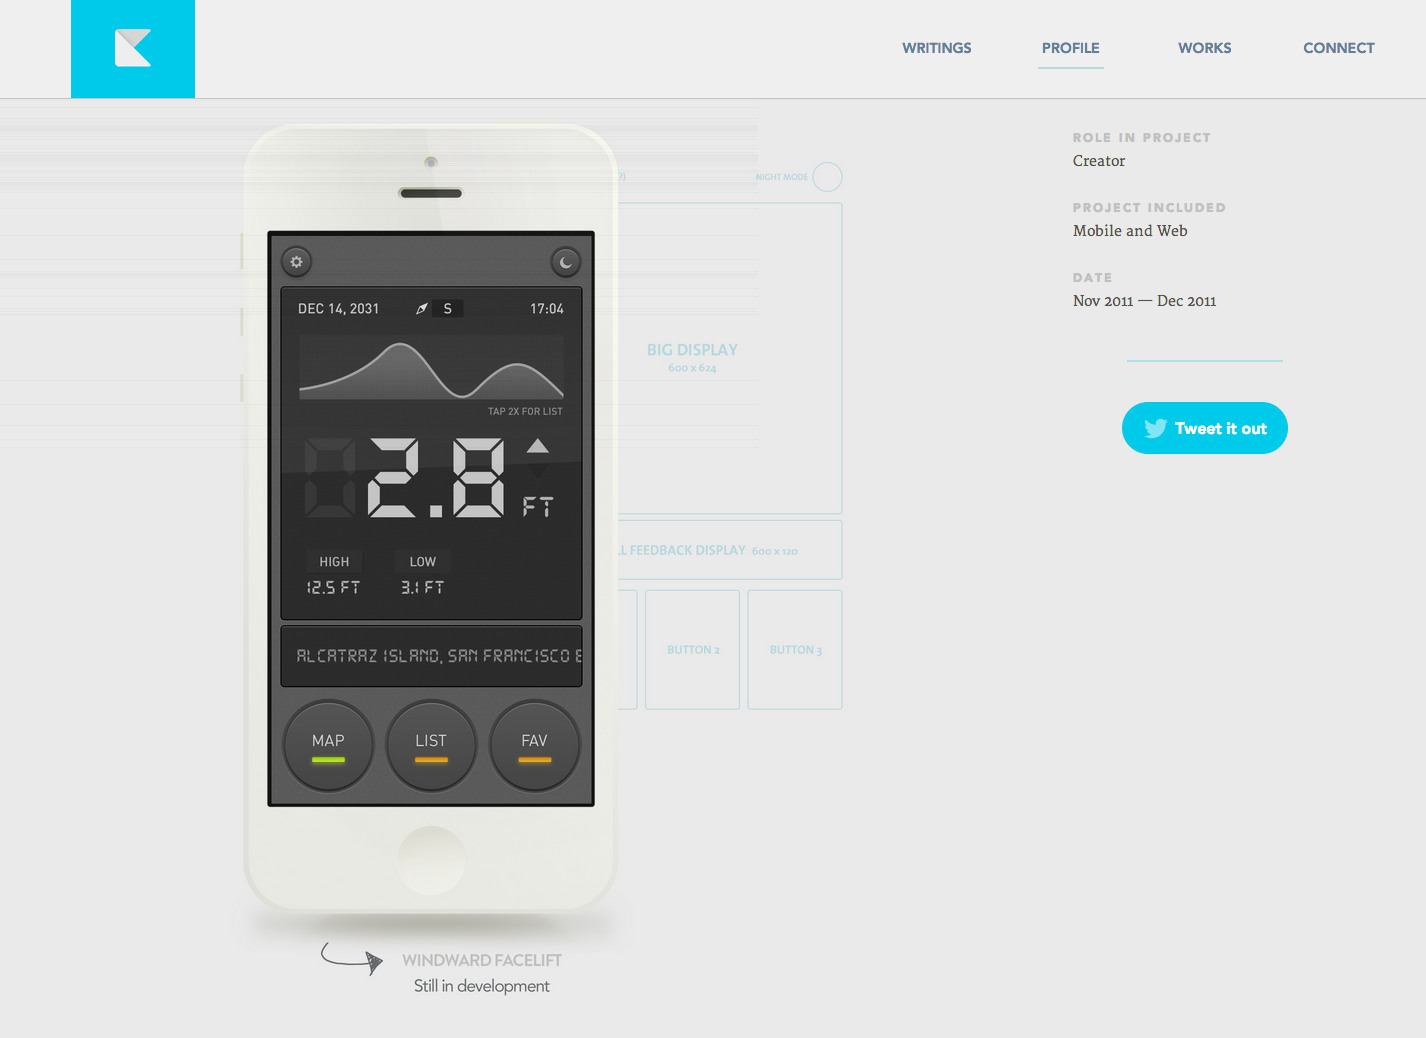 WRITINGS PROFILE WORKS CONNECT
ROLE IN PROJECT
Creator
PROJECT INCLUDED
Mobile and Web
DATE
Nov 2011 — Dec 2011
Tweet it out
?)
NIGHT MODE
BIG DISPLAY
600 x 624
FEEDBACK DISPLAY 600 x 120
BUTTON 2
BUTTON 3
DEC 14, 2031 S 17:04
TAP 2X FOR LIST
2.8 FT
HIGH LOW
12.5 FT 3.1 FT
ALCATRAZ ISLAND, SAN FRANCISCO
MAP LIST FAV
WINDWARD FACELIFT
Still in development